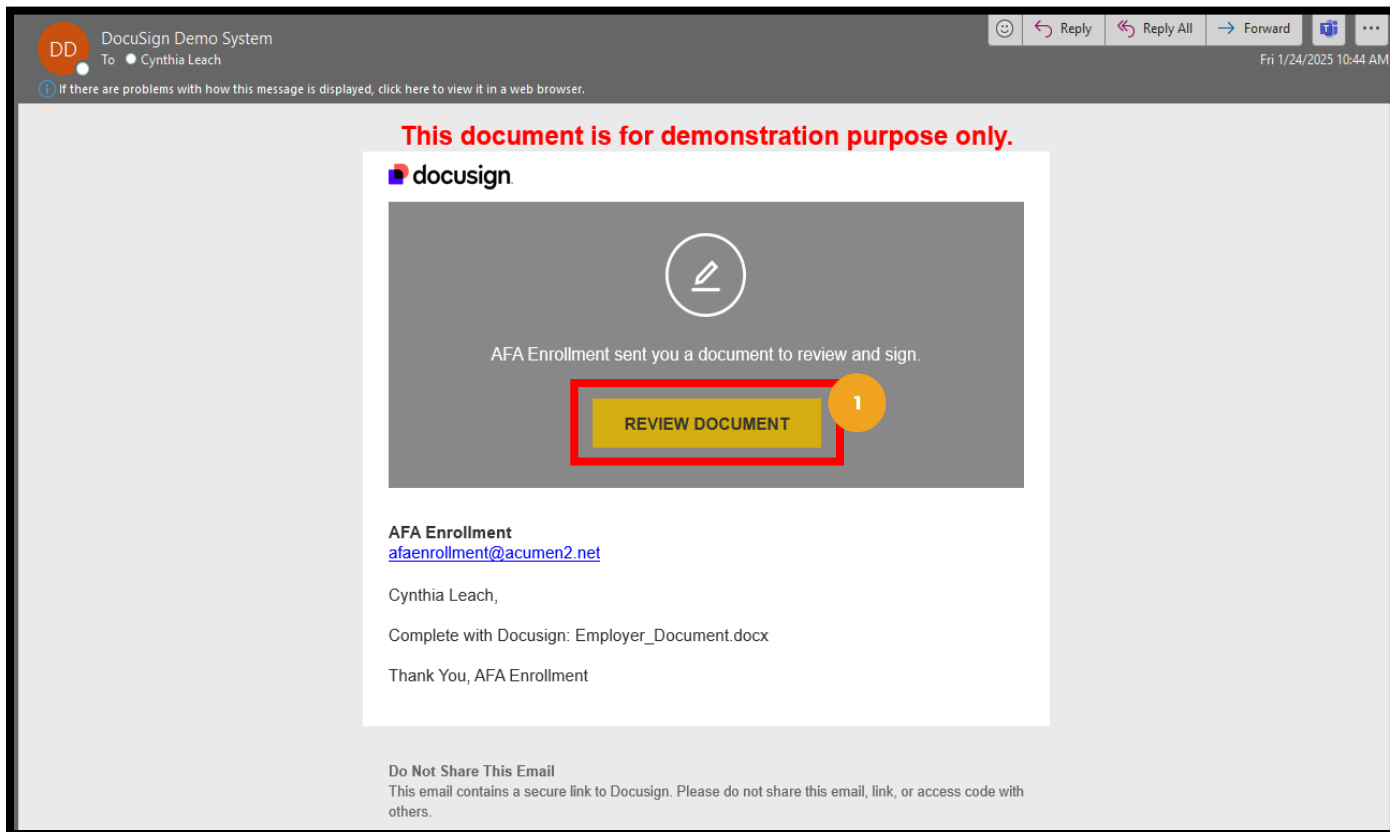 DD
DocuSign Demo System
To Cynthia Leach
Reply
Reply All
Forward
Fri 1/24/2025 10:44 AM
If there are problems with how this message is displayed, click here to view it in a web browser.
This document is for demonstration purpose only.
docusign
AFA Enrollment sent you a document to review and sign.
REVIEW DOCUMENT
1
AFA Enrollment
afaenrollment@acumen2.net
Cynthia Leach,
Complete with Docusign: Employer_Document.docx
Thank You, AFA Enrollment
Do Not Share This Email
This email contains a secure link to Docusign. Please do not share this email, link, or access code with
others.